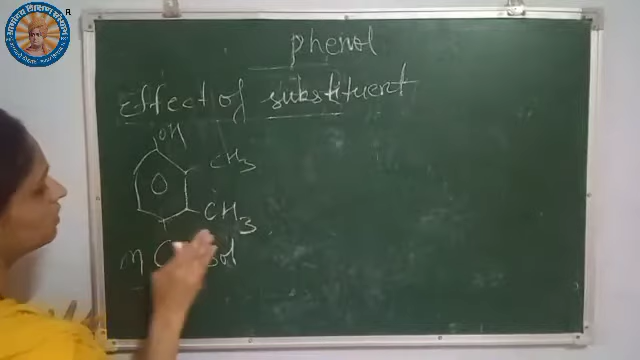 phenol
Effect of substituent
OH
CH3
CH3
m